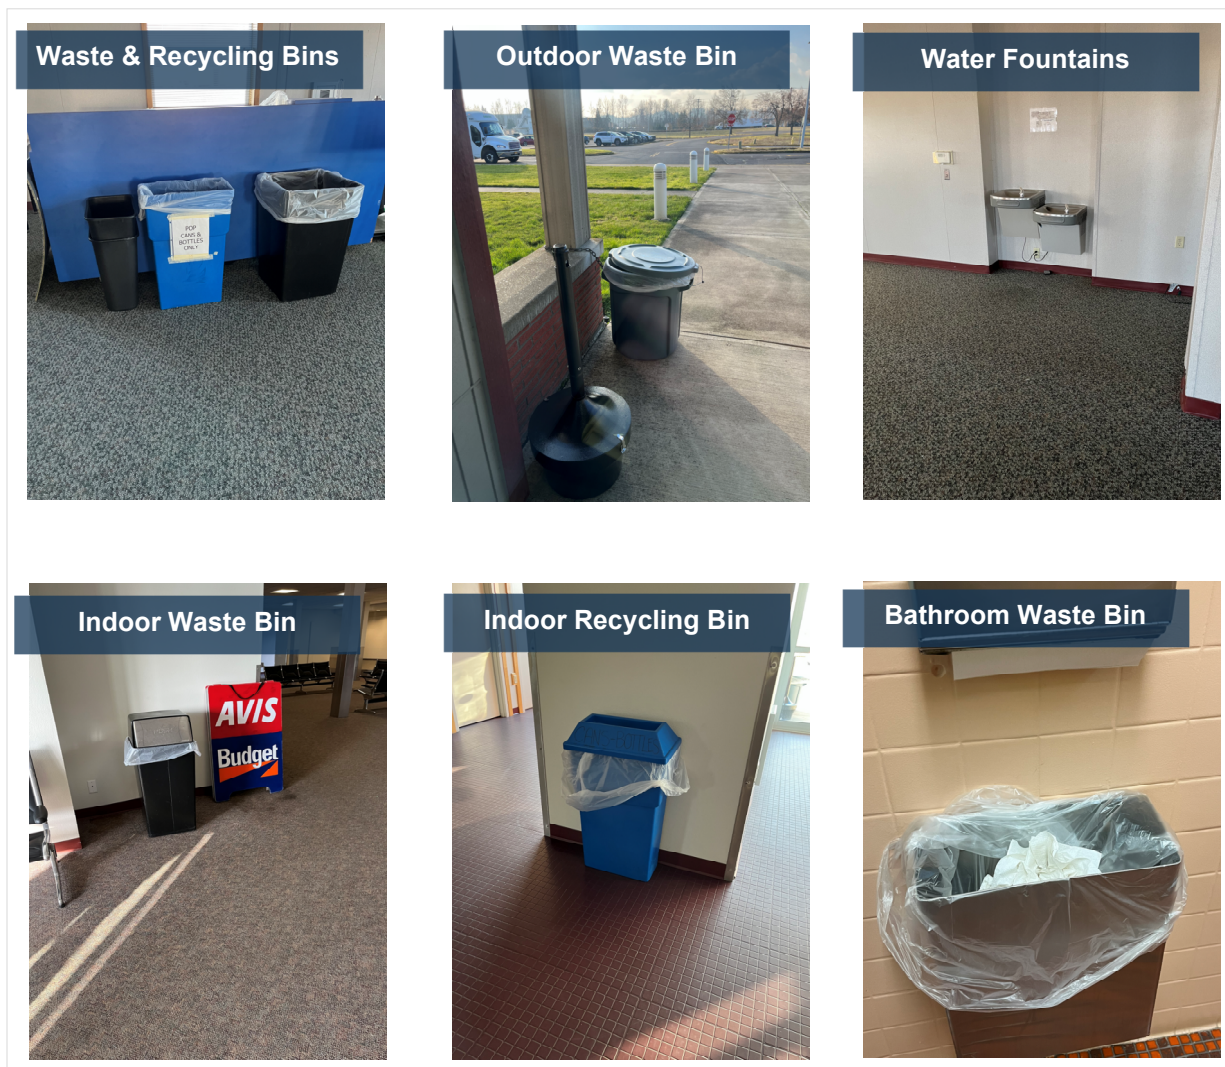 Waste & Recycling Bins
POP
CANS &
BOTTLES
ONLY
Outdoor Waste Bin
Water Fountains
Indoor Waste Bin
AVIS
Budget
Indoor Recycling Bin
Bathroom Waste Bin